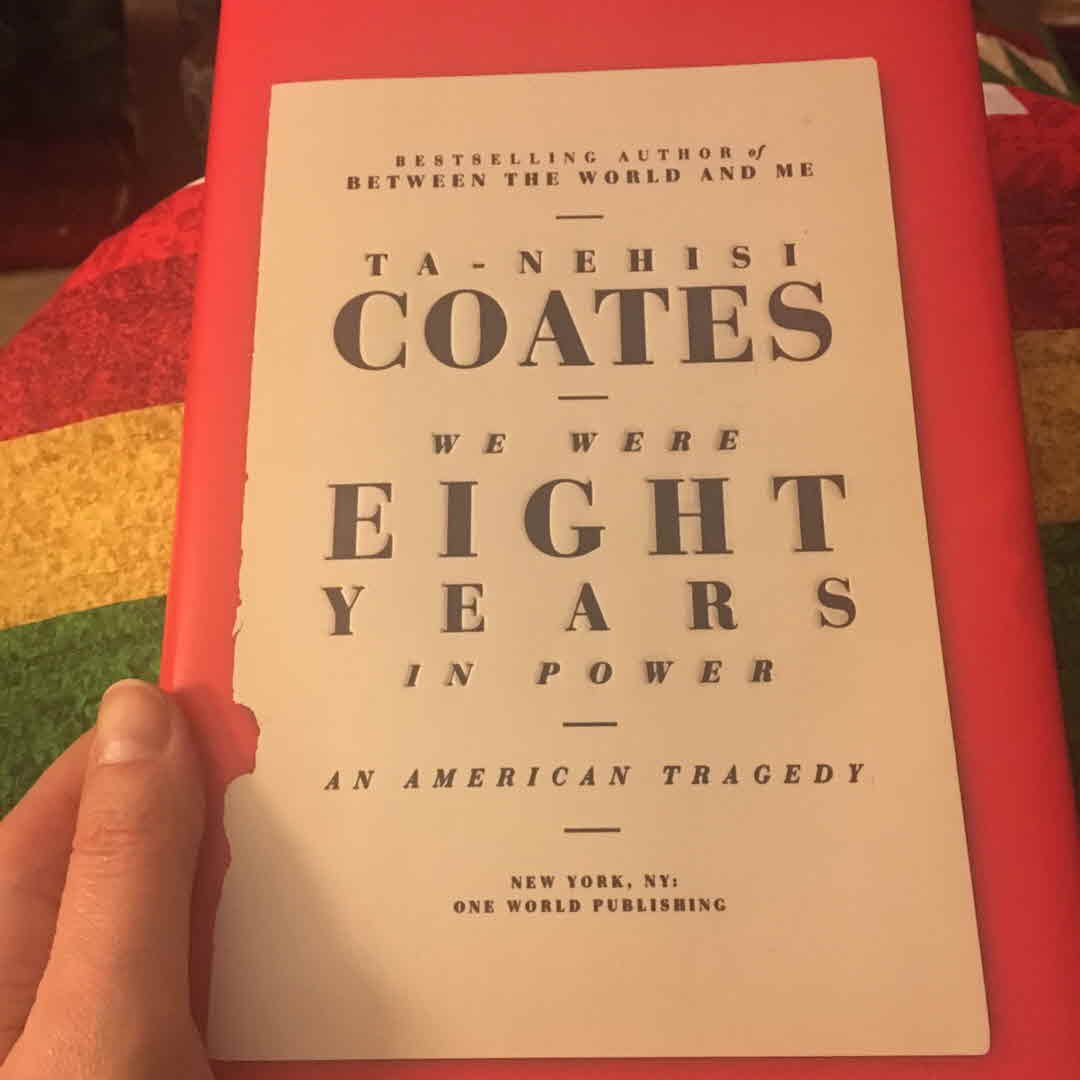 BESTSELLING AUTHOR of
BETWEEN THE WORLD AND ME
TA-NEHISI
COATES
WE WERE
EIGHT
YEARS
IN POWER
AN AMERICAN TRAGEDY
NEW YORK, NY:
ONE WORLD PUBLISHING